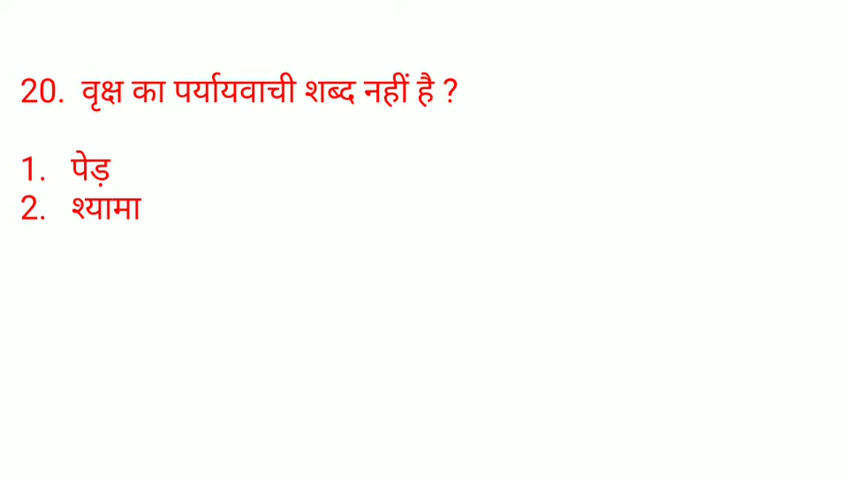 20. वृक्ष का पर्यायवाची शब्द नहीं है ?
1. पेड़
2. श्यामा